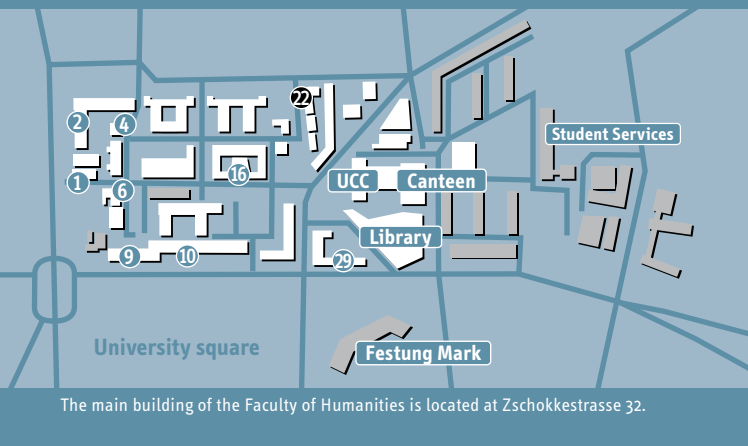 22
2
4
Student Services
16
UCC
Canteen
1
6
Library
9
10
29
University square
Festung Mark
The main building of the Faculty of Humanities is located at Zschokkestrasse 32.